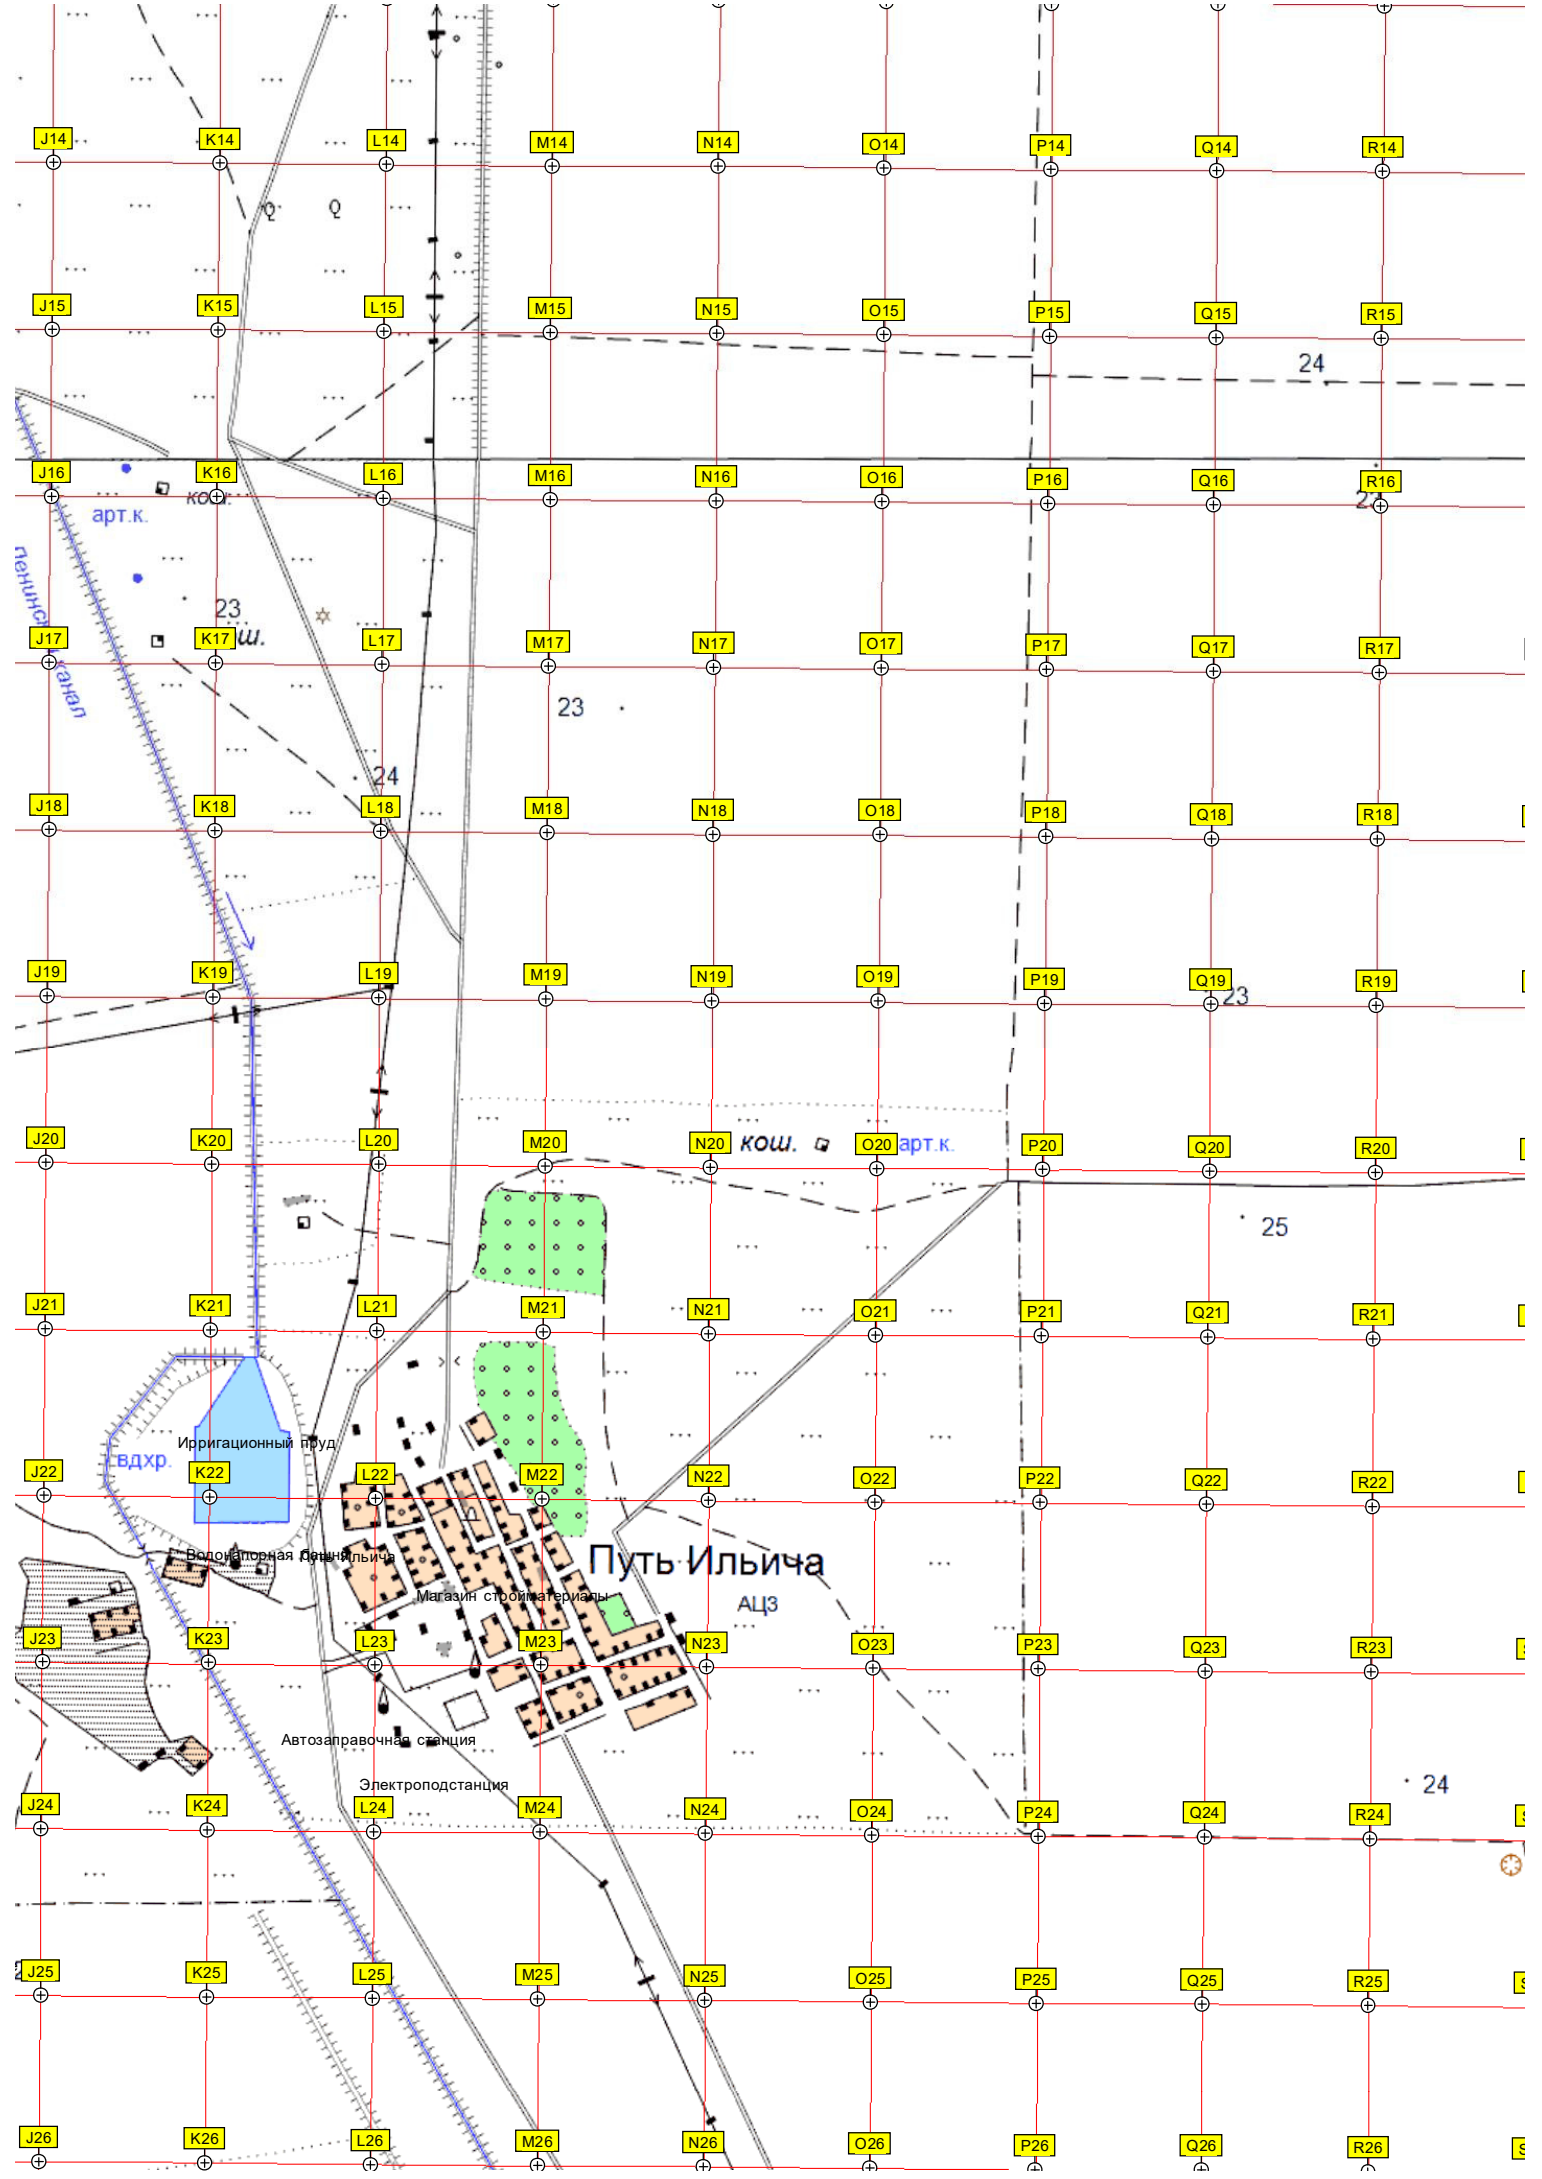 J14 K14 L14 M14 N14 O14 P14 Q14 R14
J15 K15 L15 M15 N15 O15 P15 Q15 R15
24
J16 K16 L16 M16 N16 O16 P16 Q16 R16
кош.
арт.к.
23
J17 K17 L17 M17 N17 O17 P17 Q17 R17
канал
23
24
J18 K18 L18 M18 N18 O18 P18 Q18 R18
J19 K19 L19 M19 N19 O19 P19 Q19 R19
23
J20 K20 L20 M20 N20 кош. O20 арт.к. P20 Q20 R20
25
J21 K21 L21 M21 N21 O21 P21 Q21 R21
Ирригационный пруд
вдхр.
J22 K22 L22 M22 N22 O22 P22 Q22 R22
Водонапорная башня
Путь Ильича
Путь Ильича
Магазин стройматериалы
АЦЗ
J23 K23 L23 M23 N23 O23 P23 Q23 R23
Автозаправочная станция
Электроподстанция
24
J24 K24 L24 M24 N24 O24 P24 Q24 R24
J25 K25 L25 M25 N25 O25 P25 Q25 R25
J26 K26 L26 M26 N26 O26 P26 Q26 R26